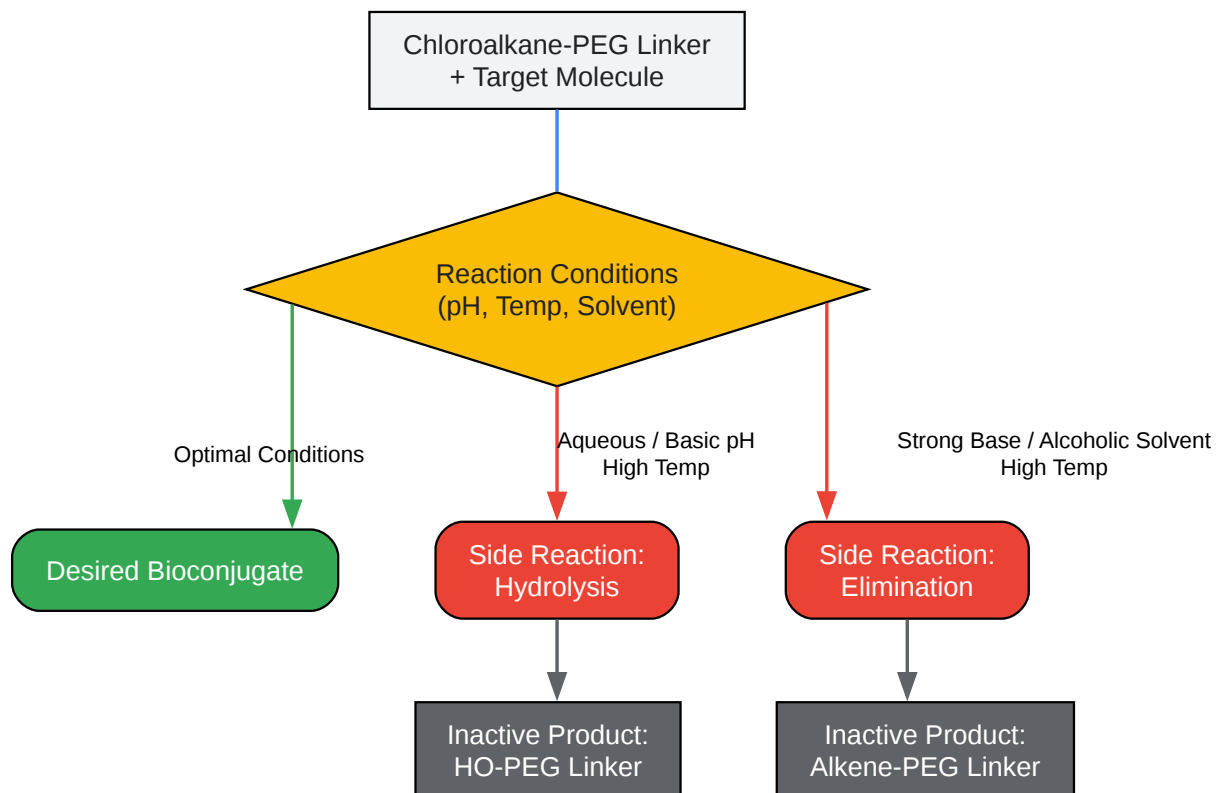 Chloroalkane-PEG Linker
+ Target Molecule
Reaction Conditions
(pH, Temp, Solvent)
Optimal Conditions
Aqueous / Basic pH
High Temp
Strong Base / Alcoholic Solvent
High Temp
Desired Bioconjugate
Side Reaction:
Hydrolysis
Side Reaction:
Elimination
Inactive Product:
HO-PEG Linker
Inactive Product:
Alkene-PEG Linker